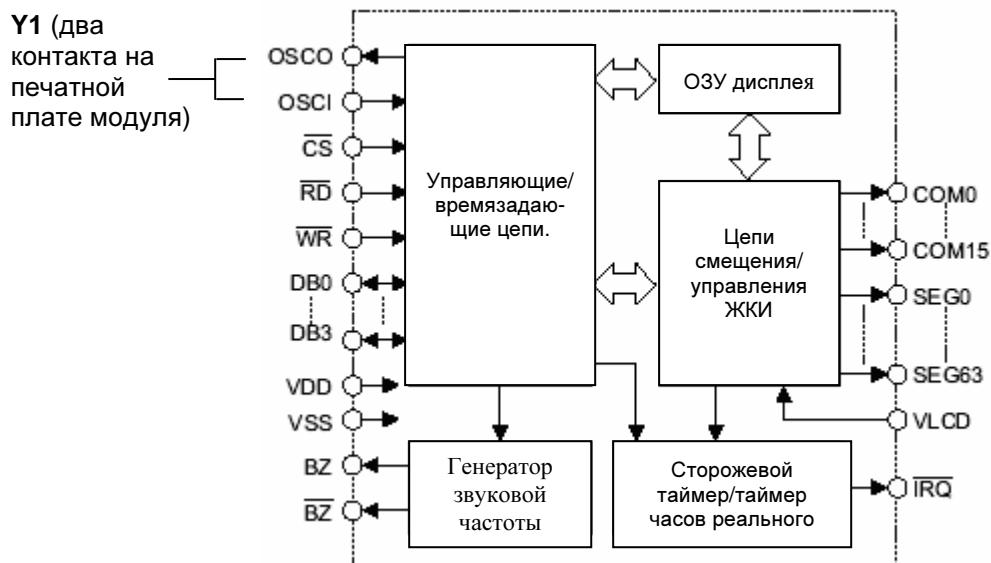 Y1 (два
контакта на
печатной
плате модуля)
OSCO
OSCI
CS
RD
WR
DB0
DB3
VDD
VSS
BZ
BZ
Управляющие/
времязадаю-
щие цепи.
ОЗУ дисплея
Цепи
смещения/
управления
ЖКИ
Генератор
звуковой
частоты
Сторожевой
таймер/таймер
часов реального
COM0
COM15
SEG0
SEG63
VLCD
IRQ